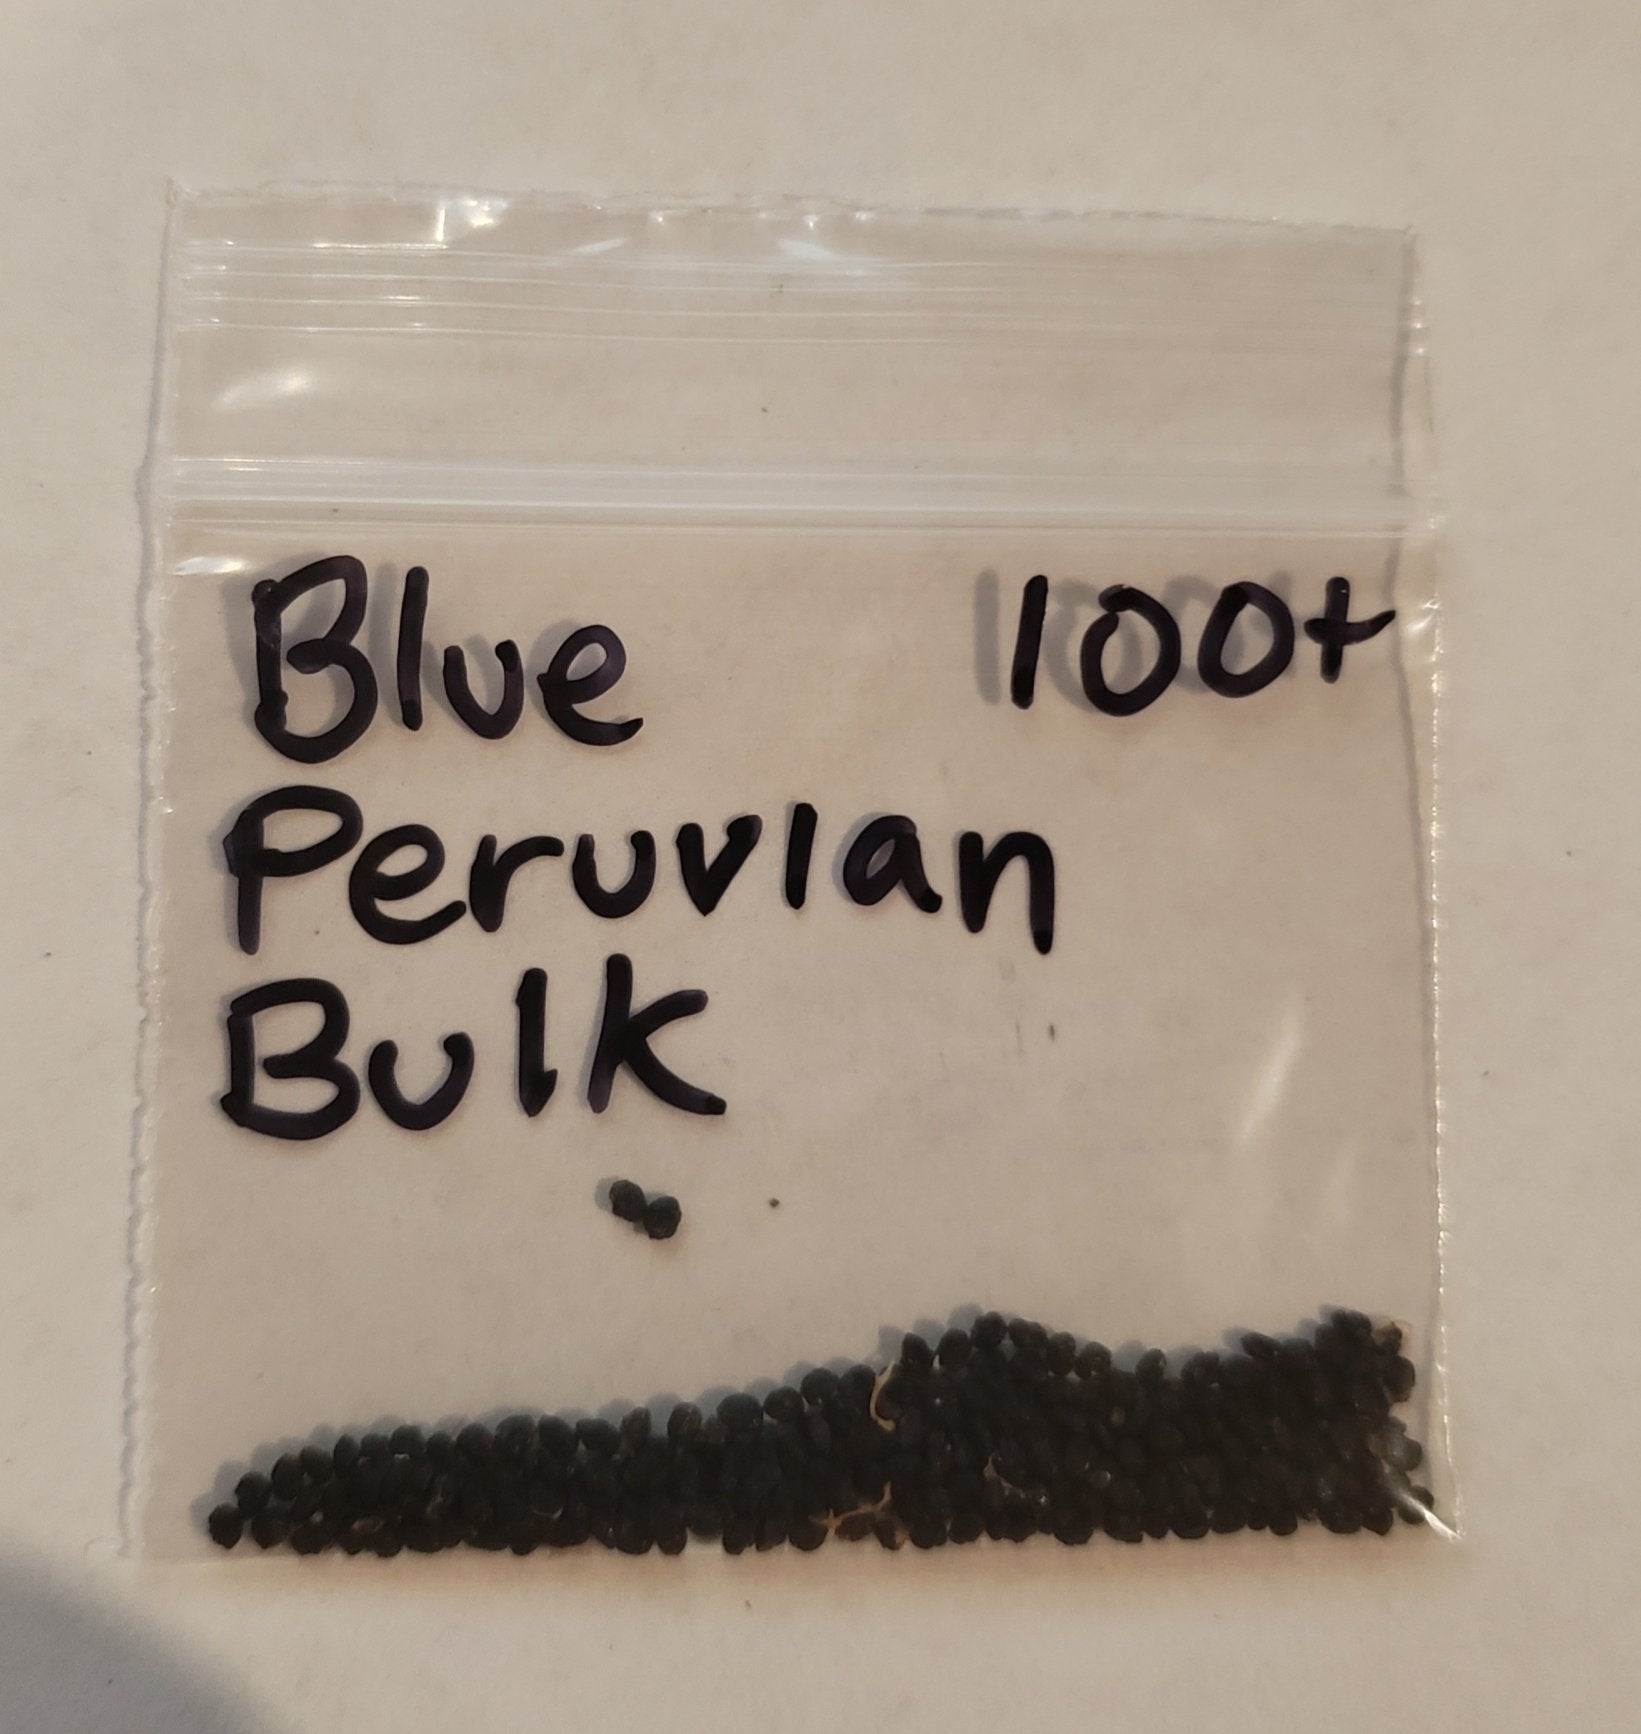 Blue 100+
Peruvian
Bulk